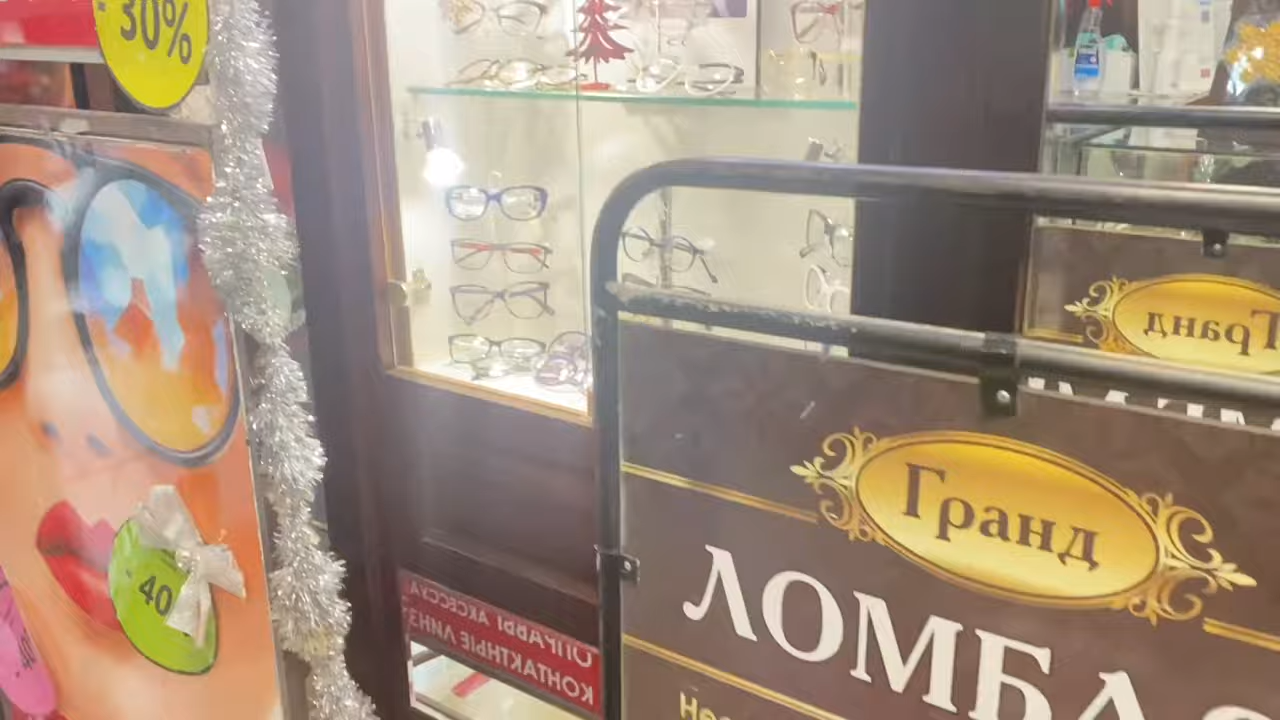 - 30%
Гранд
Гранд
ЛОМБА
- 40
ОПРАВЫ АКСЕССУА
КОНТАКТНЫЕ ЛИНЗ